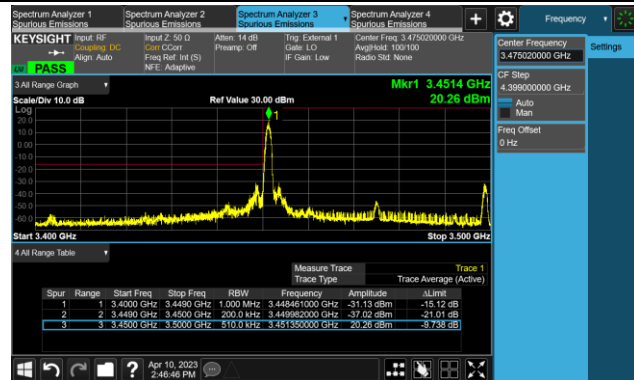 Spectrum Analyzer 1
Spurious Emissions
Spectrum Analyzer 2
Spurious Emissions
Spectrum Analyzer 3
Spurious Emissions
Spectrum Analyzer 4
Spurious Emissions
+
Frequency
KEYSIGHT
Input: RF
Coupling: DC
Align: Auto
Input Z: 50 Ω
Corr CCorr
Freq Ref: Int (S)
NFE: Adaptive
Atten: 14 dB
Preamp: Off
Trig: External 1
Gate: LO
IF Gain: Low
Center Freq: 3.475020000 GHz
Avg|Hold: 100/100
Radio Std: None
PASS
Center Frequency
3.475020000 GHz
Settings
CF Step
4.399000000 GHz
Auto
Man
Freq Offset
0 Hz
3 All Range Graph
Mkr1 3.4514 GHz
20.26 dBm
Scale/Div 10.0 dB
Ref Value 30.00 dBm
Log
20.0
10.0
0.00
-10.0
-20.0
-30.0
-40.0
-50.0
-60.0
1
Start 3.400 GHz
Stop 3.500 GHz
4 All Range Table
Measure Trace Trace 1
Trace Type Trace Average (Active)
Spur Range Start Freq Stop Freq RBW Frequency Amplitude ΔLimit
1 1 3.4000 GHz 3.4490 GHz 1.000 MHz 3.448461000 GHz -31.13 dBm -15.12 dB
2 2 3.4490 GHz 3.4500 GHz 200.0 kHz 3.449982000 GHz -37.02 dBm -21.01 dB
3 3 3.4500 GHz 3.5000 GHz 510.0 kHz 3.451350000 GHz 20.26 dBm -9.738 dB
?
Apr 10, 2023
2:46:46 PM